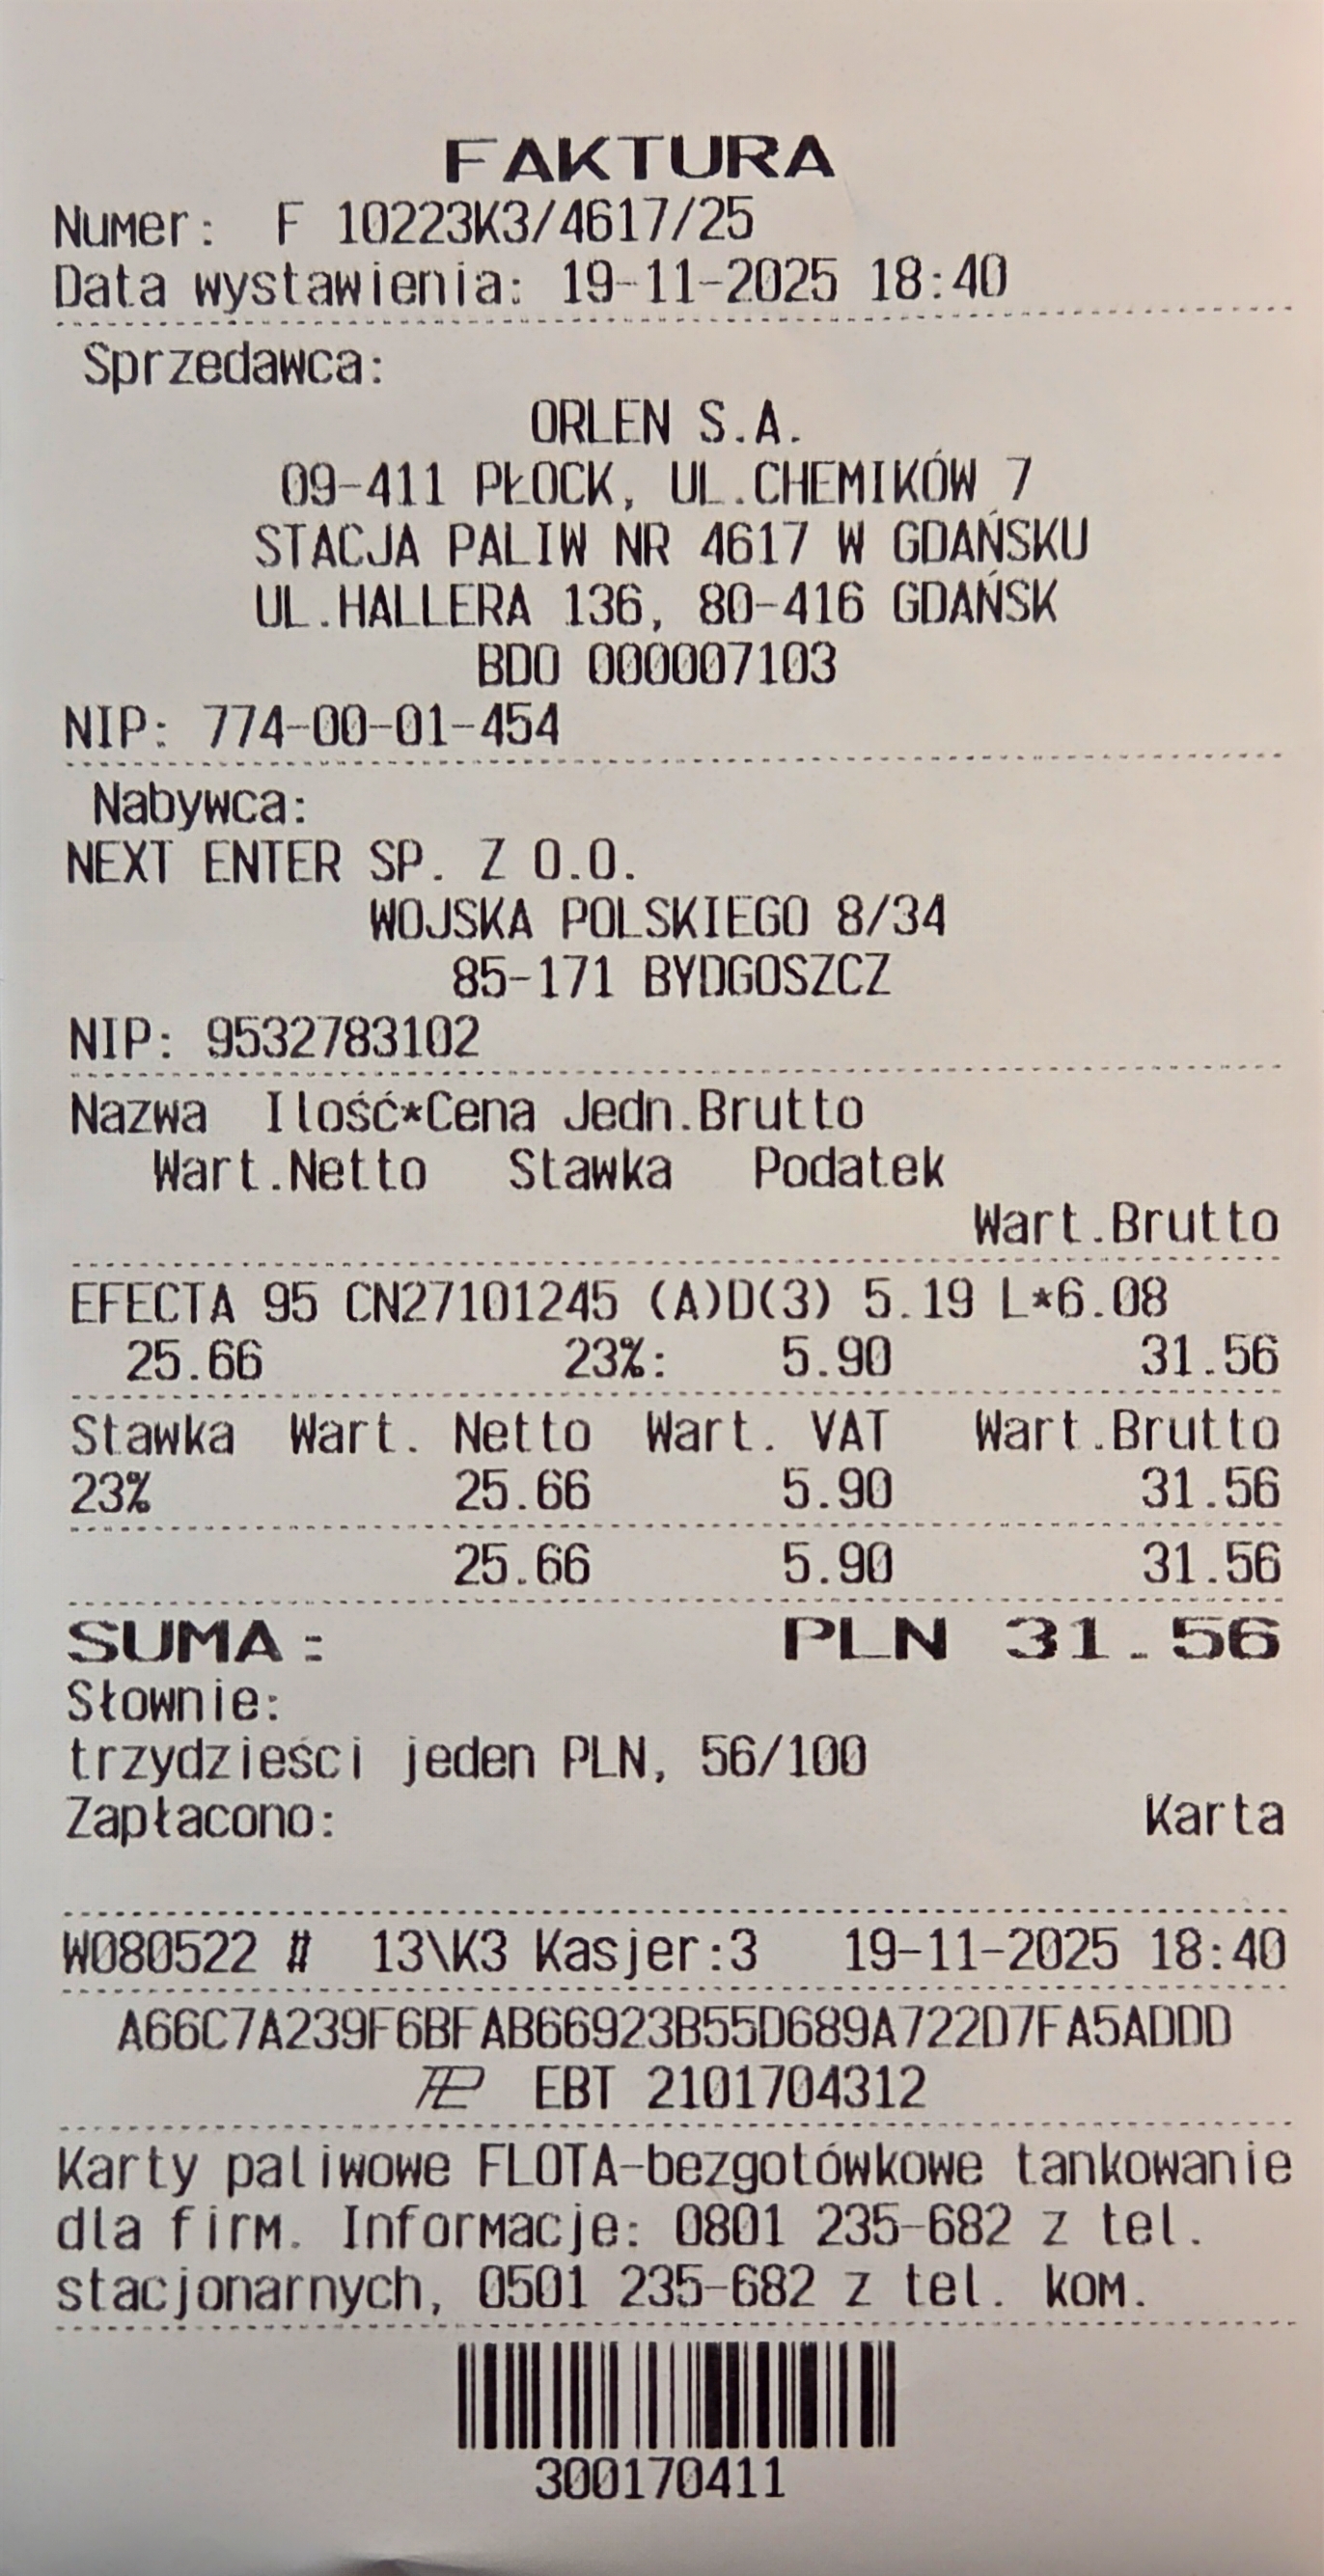 FAKTURA
Numer: F 10223K3/4617/25
Data wystawienia: 19-11-2025 18:40
Sprzedawca:
ORLEN S.A.
09-411 PŁOCK, UL.CHEMIKÓW 7
STACJA PALIW NR 4617 W GDAŃSKU
UL.HALLERA 136, 80-416 GDAŃSK
BDO 000007103
NIP: 774-00-01-454
Nabywca:
NEXT ENTER SP. Z O.O.
WOJSKA POLSKIEGO 8/34
85-171 BYDGOSZCZ
NIP: 9532783102
Nazwa Ilość*Cena Jedn.Brutto
Wart.Netto Stawka Podatek
Wart.Brutto
EFECTA 95 CN27101245 (A)D(3) 5.19 L*6.08
25.66 23%: 5.90 31.56
Stawka Wart. Netto Wart. VAT Wart.Brutto
23% 25.66 5.90 31.56
25.66 5.90 31.56
SUMA: PLN 31.56
Słownie:
trzydzieści jeden PLN, 56/100
Zapłacono: Karta
W080522 # 13\K3 Kasjer:3 19-11-2025 18:40
A66C7A239F6BFAB66923B55D689A722D7FA5ADDD
EBT 2101704312
Karty paliwowe FLOTA-bezgotówkowe tankowanie
dla firm. Informacje: 0801 235-682 z tel.
stacjonarnych, 0501 235-682 z tel. kom.
300170411